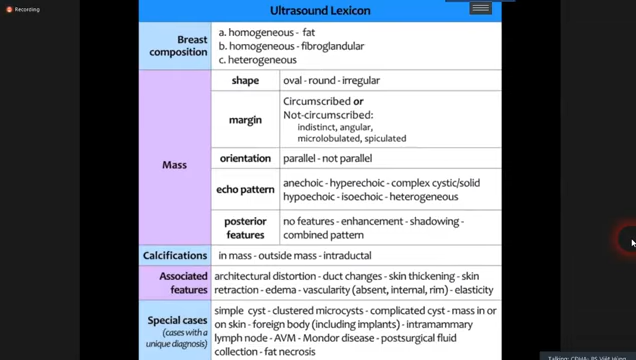 Recording
Ultrasound Lexicon
Breast composition
a. homogeneous - fat
b. homogeneous - fibroglandular
c. heterogeneous
Mass
shape
oval - round - irregular
margin
Circumscribed or
Not-circumscribed:
indistinct, angular,
microlobulated, spiculated
orientation
parallel - not parallel
echo pattern
anechoic - hyperechoic - complex cystic/solid
hypoechoic - isoechoic - heterogeneous
posterior features
no features - enhancement - shadowing -
combined pattern
Calcifications
in mass - outside mass - intraductal
Associated features
architectural distortion - duct changes - skin thickening - skin
retraction - edema - vascularity (absent, internal, rim) - elasticity
Special cases
(cases with a
unique diagnosis)
simple cyst - clustered microcysts - complicated cyst - mass in or
on skin - foreign body (including implants) - intramammary
lymph node - AVM - Mondor disease - postsurgical fluid
collection - fat necrosis
Talking: CDHA- BS Việt Hùng